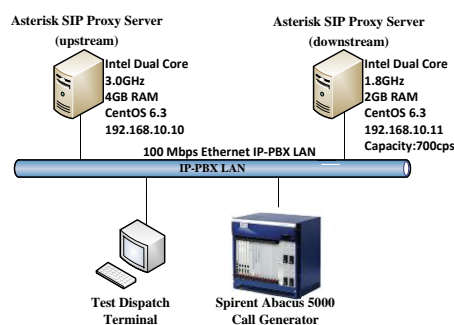 Asterisk SIP Proxy Server
(upstream)
Intel Dual Core
3.0GHz
4GB RAM
CentOS 6.3
192.168.10.10
Asterisk SIP Proxy Server
(downstream)
Intel Dual Core
1.8GHz
2GB RAM
CentOS 6.3
192.168.10.11
Capacity:700cps
100 Mbps Ethernet IP-PBX LAN
IP-PBX LAN
Test Dispatch
Terminal
Spirent Abacus 5000
Call Generator